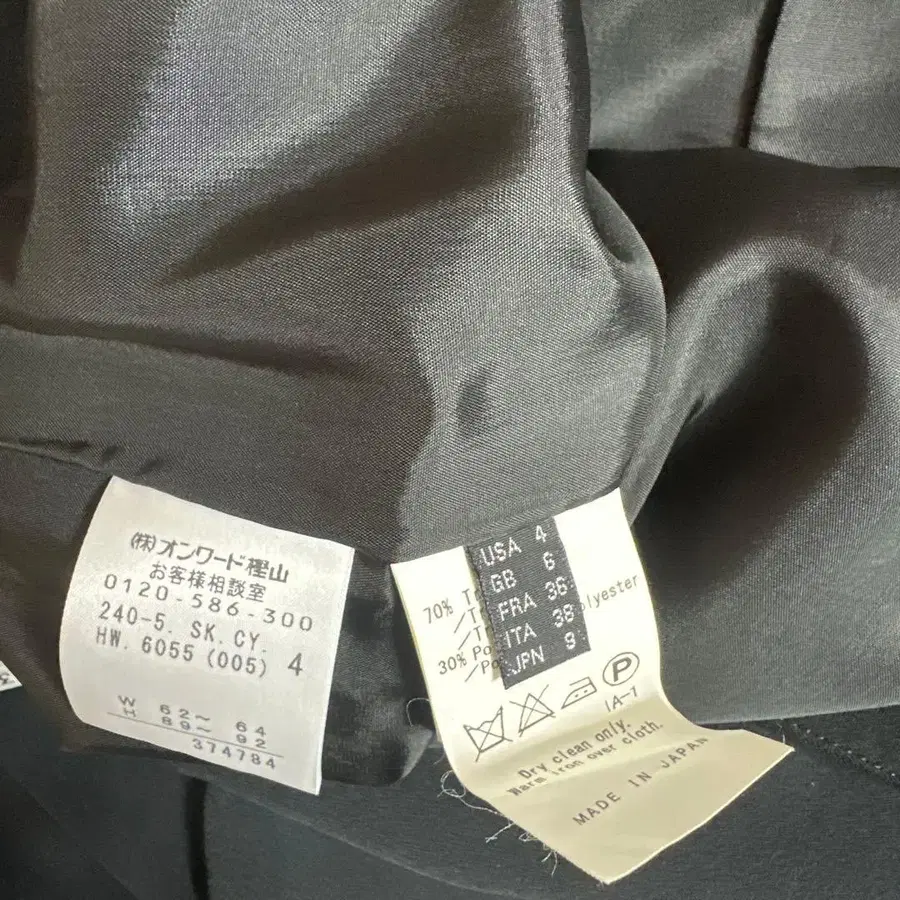 (株)オンワード樫山
お客様相談室
0120-586-300
240-5. SK.CY.
HW. 6055 (005) 4
W 62～ 64
H 89～ 92
374784
USA 4
GB 6
FRA 36
ITA 38
JPN 9
70%
30%
olyester
P
IA-1
Dry clean only.
Warm iron over cloth.
MADE IN JAPAN